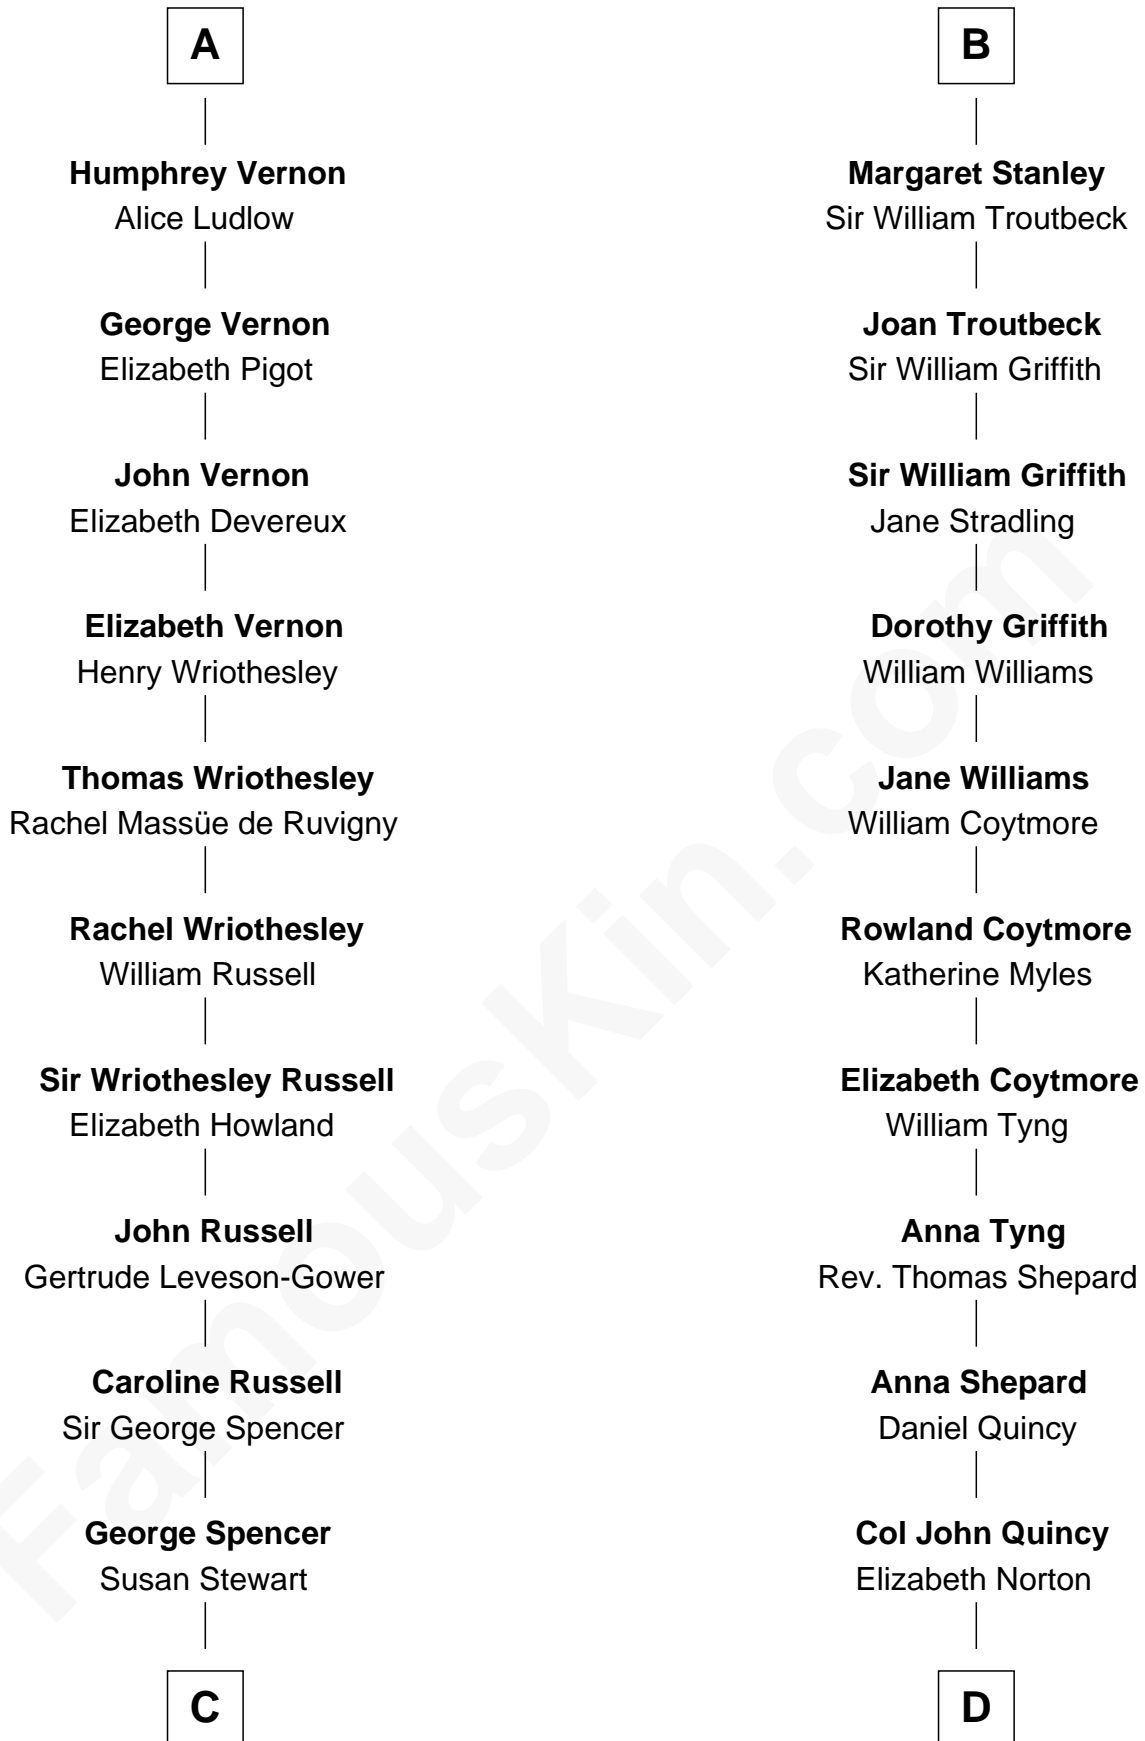 A
Humphrey Vernon
Alice Ludlow
George Vernon
Elizabeth Pigot
John Vernon
Elizabeth Devereux
Elizabeth Vernon
Henry Wriothesley
Thomas Wriothesley
Rachel Massüe de Ruvigny
Rachel Wriothesley
William Russell
Sir Wriothesley Russell
Elizabeth Howland
John Russell
Gertrude Leveson-Gower
Caroline Russell
Sir George Spencer
George Spencer
Susan Stewart
C
B
Margaret Stanley
Sir William Troutbeck
Joan Troutbeck
Sir William Griffith
Sir William Griffith
Jane Stradling
Dorothy Griffith
William Williams
Jane Williams
William Coytmore
Rowland Coytmore
Katherine Myles
Elizabeth Coytmore
William Tyng
Anna Tyng
Rev. Thomas Shepard
Anna Shepard
Daniel Quincy
Col John Quincy
Elizabeth Norton
D
FamousKin.com